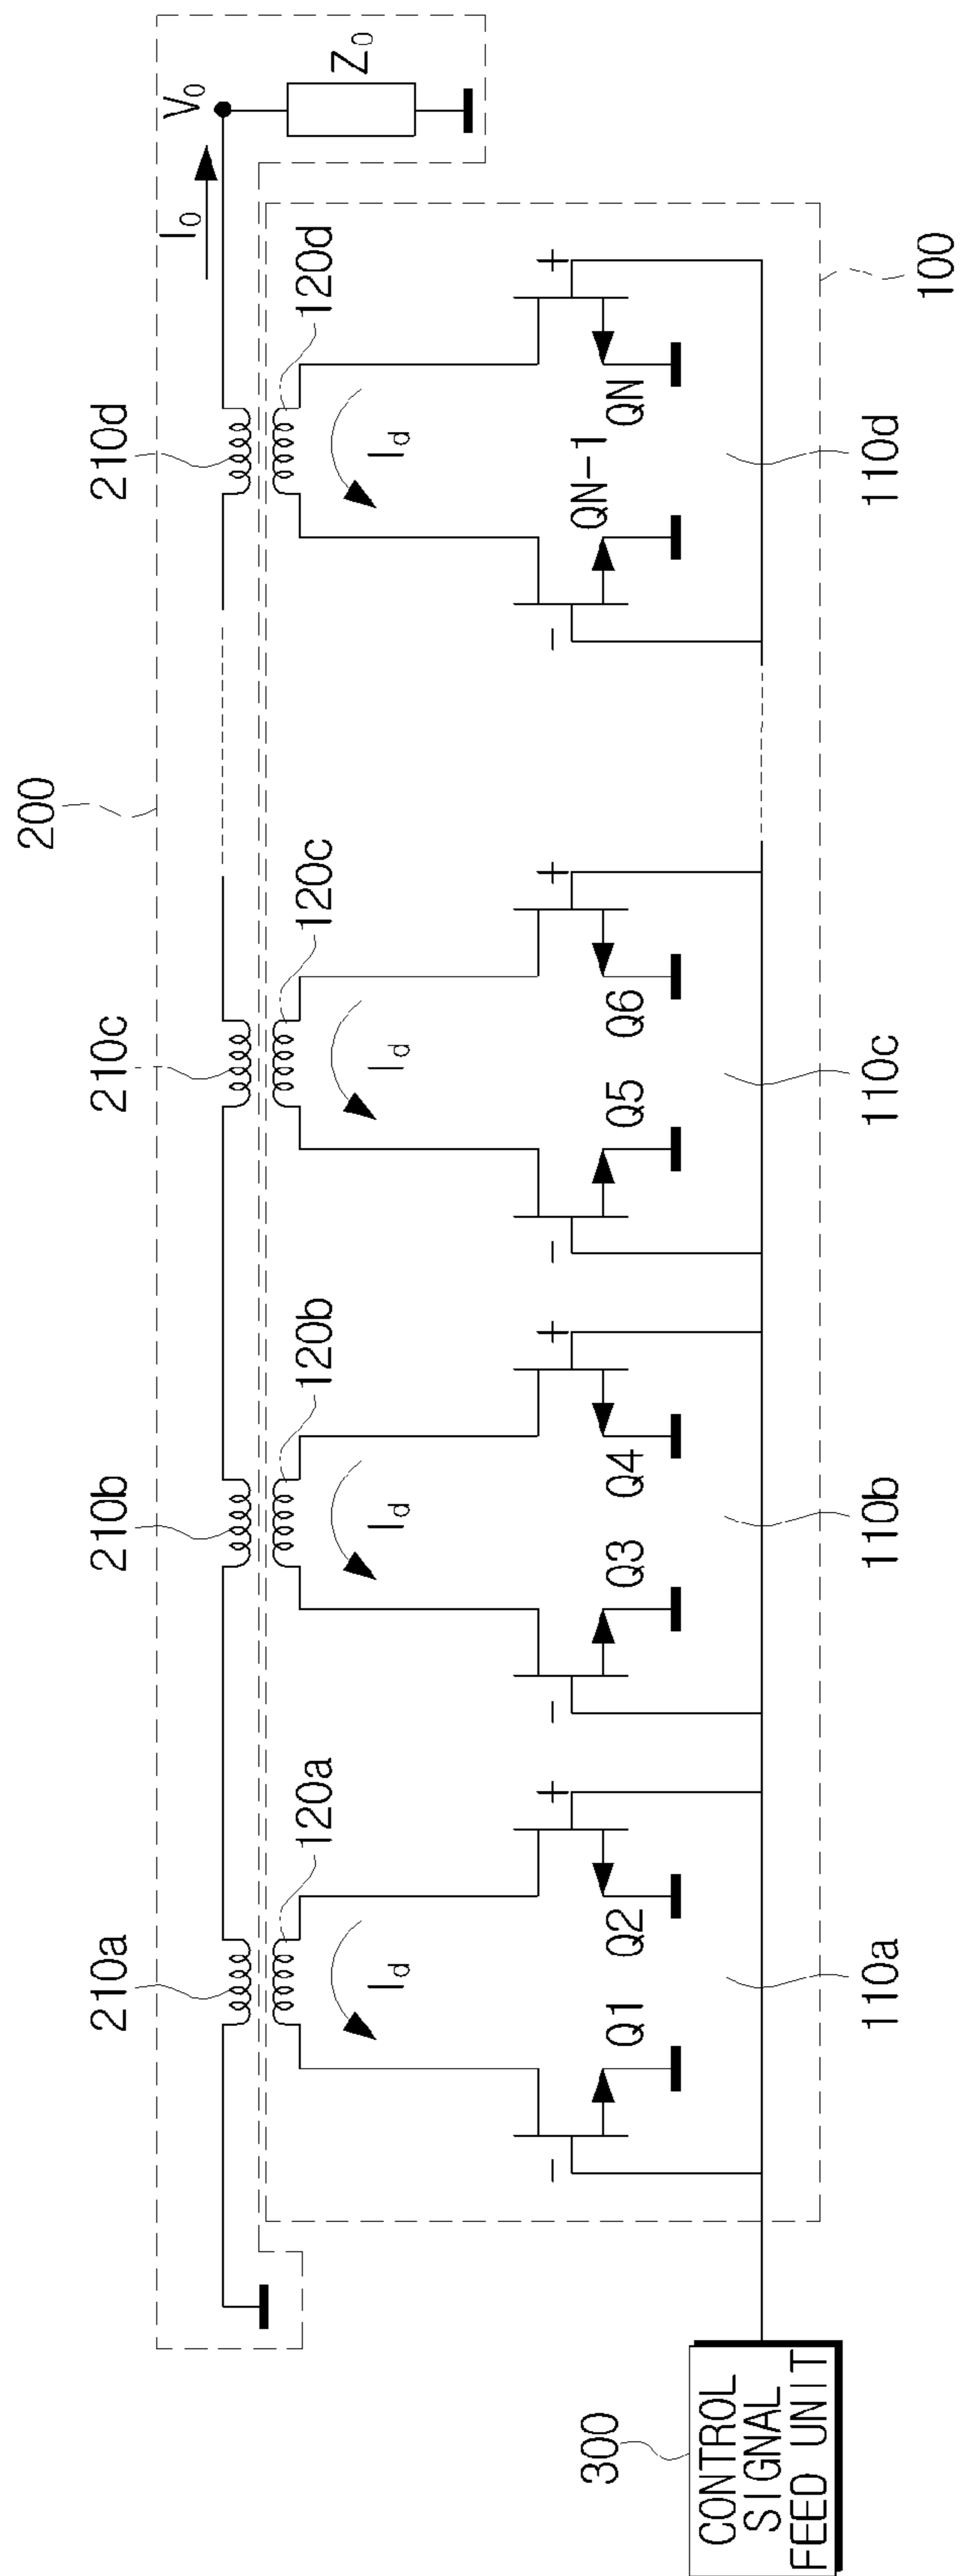 200
210a
210b
210c
210d
I0
V0
Z0
120a
120b
120c
120d
Id
Id
Id
Id
- + - + - + - +
Q1 Q2 Q3 Q4 Q5 Q6 QN-1 QN
300
CONTROL
SIGNAL
FEED UNIT
110a
110b
110c
110d
100